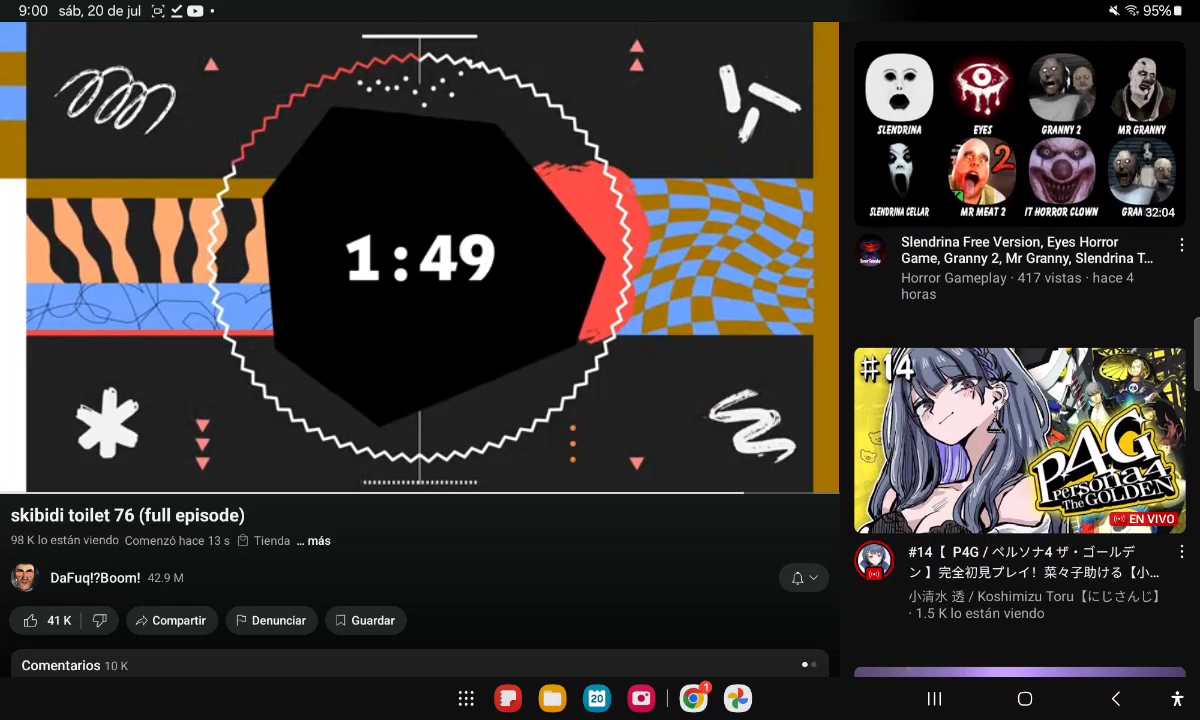 9:00 sáb, 20 de jul
95%
1:49
skibidi toilet 76 (full episode)
98 K lo están viendo Comenzó hace 13 s Tienda ... más
DaFuq!?Boom! 42.9 M
41 K
Compartir
Denunciar
Guardar
Comentarios 10 K
SLENDRINA
EYES
GRANNY 2
MR GRANNY
2
SLENDRINA CELLAR
MR MEAT 2
IT HORROR CLOWN
GRAN
32:04
Slendrina Free Version, Eyes Horror
Game, Granny 2, Mr Granny, Slendrina T...
Horror Gameplay · 417 vistas · hace 4
horas
#14
P4G
Persona4
The GOLDEN
EN VIVO
#14【 P4G / ペルソナ4 ザ・ゴールデ
ン 】完全初見プレイ！菜々子助ける【小...
小清水 透 / Koshimizu Toru【にじさんじ】
· 1.5 K lo están viendo
20
1